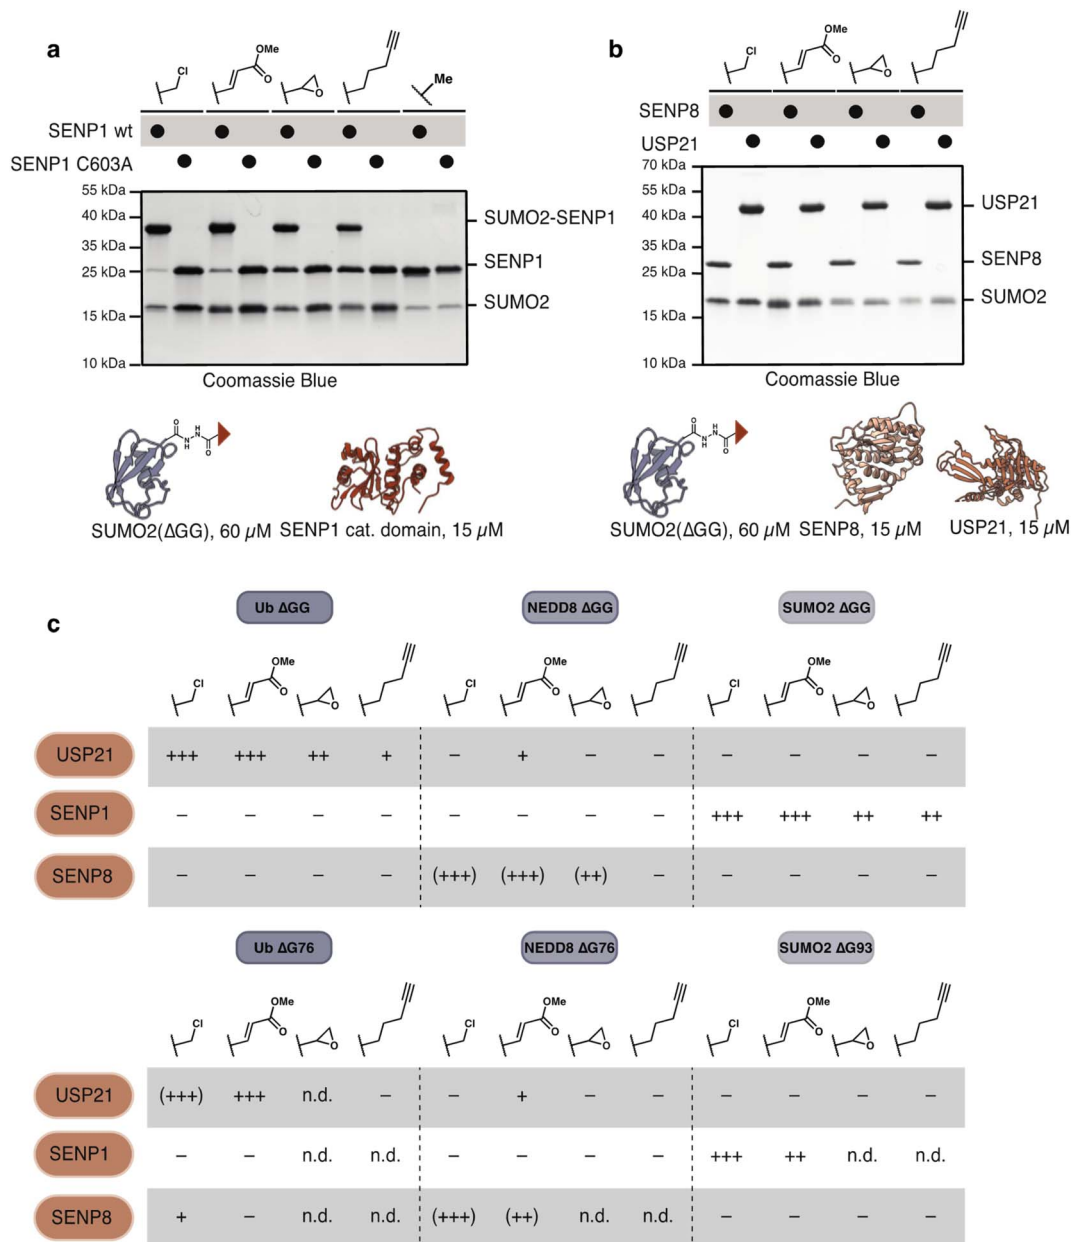 a
Cl
OMe
O
O
Me
SENP1 wt
SENP1 C603A
55 kDa
40 kDa
35 kDa
25 kDa
15 kDa
10 kDa
SUMO2-SENP1
SENP1
SUMO2
Coomassie Blue
O
H
N
N
H
O
SUMO2(ΔGG), 60 µM
SENP1 cat. domain, 15 µM
b
Cl
OMe
O
O
SENP8
USP21
70 kDa
55 kDa
40 kDa
35 kDa
25 kDa
15 kDa
10 kDa
USP21
SENP8
SUMO2
Coomassie Blue
O
H
N
N
H
O
SUMO2(ΔGG), 60 µM
SENP8, 15 µM
USP21, 15 µM
c
Ub ΔGG NEDD8 ΔGG SUMO2 ΔGG
Cl OMe O O Cl OMe O O Cl OMe O O
USP21 +++ +++ ++ + – + – – – – – –
SENP1 – – – – – – – – +++ +++ ++ ++
SENP8 – – – – (+++) (+++) (++) – – – – –
Ub ΔG76 NEDD8 ΔG76 SUMO2 ΔG93
Cl OMe O O Cl OMe O O Cl OMe O O
USP21 (+++) +++ n.d. – – + – – – – – –
SENP1 – – n.d. n.d. – – – – +++ ++ n.d. n.d.
SENP8 + – n.d. n.d. (+++) (++) n.d. n.d. – – – –